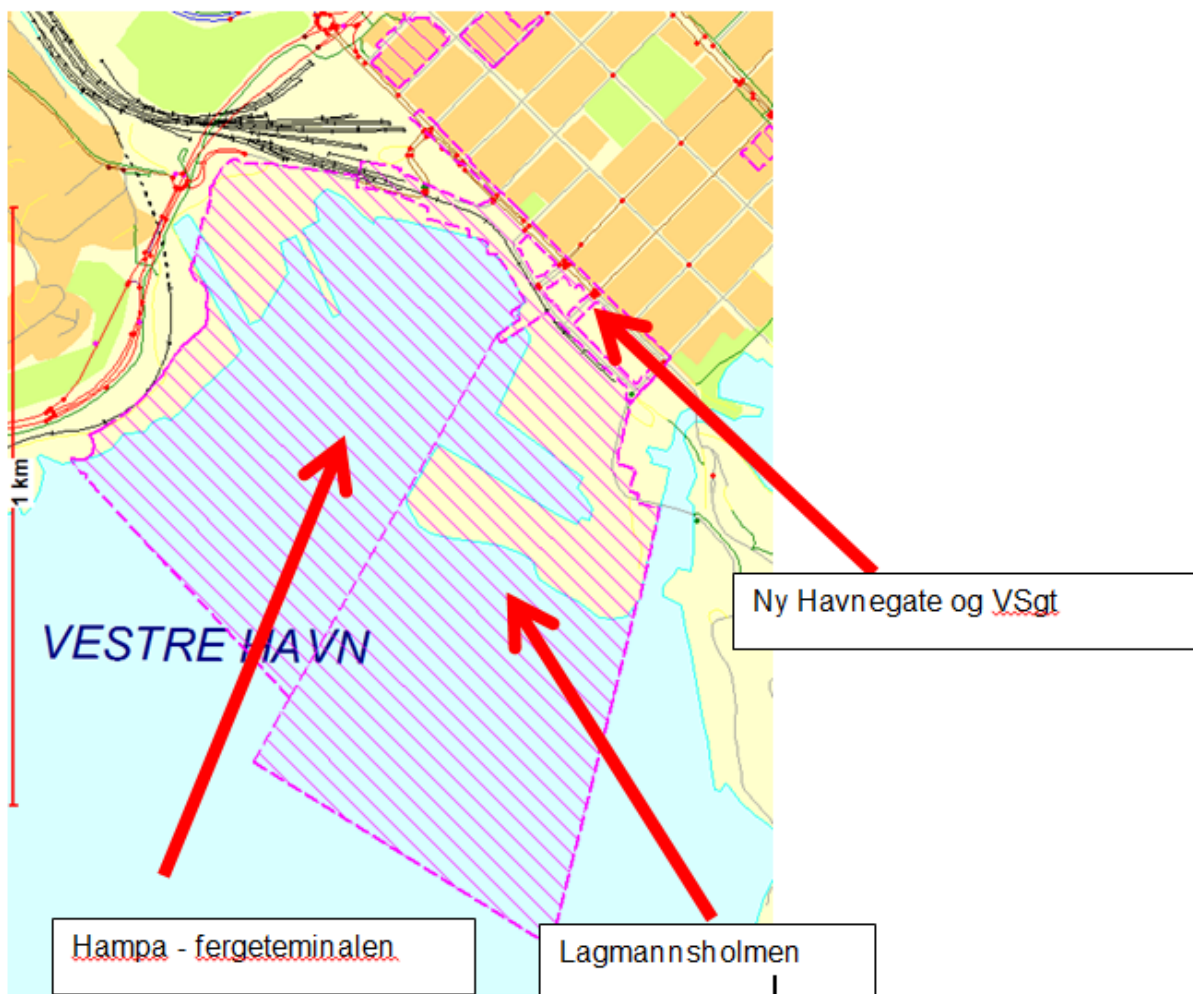 1 km
VESTRE HAVN
Ny Havnegate og VSgt
Hampa - fergeteminalen
Lagmannsholmen